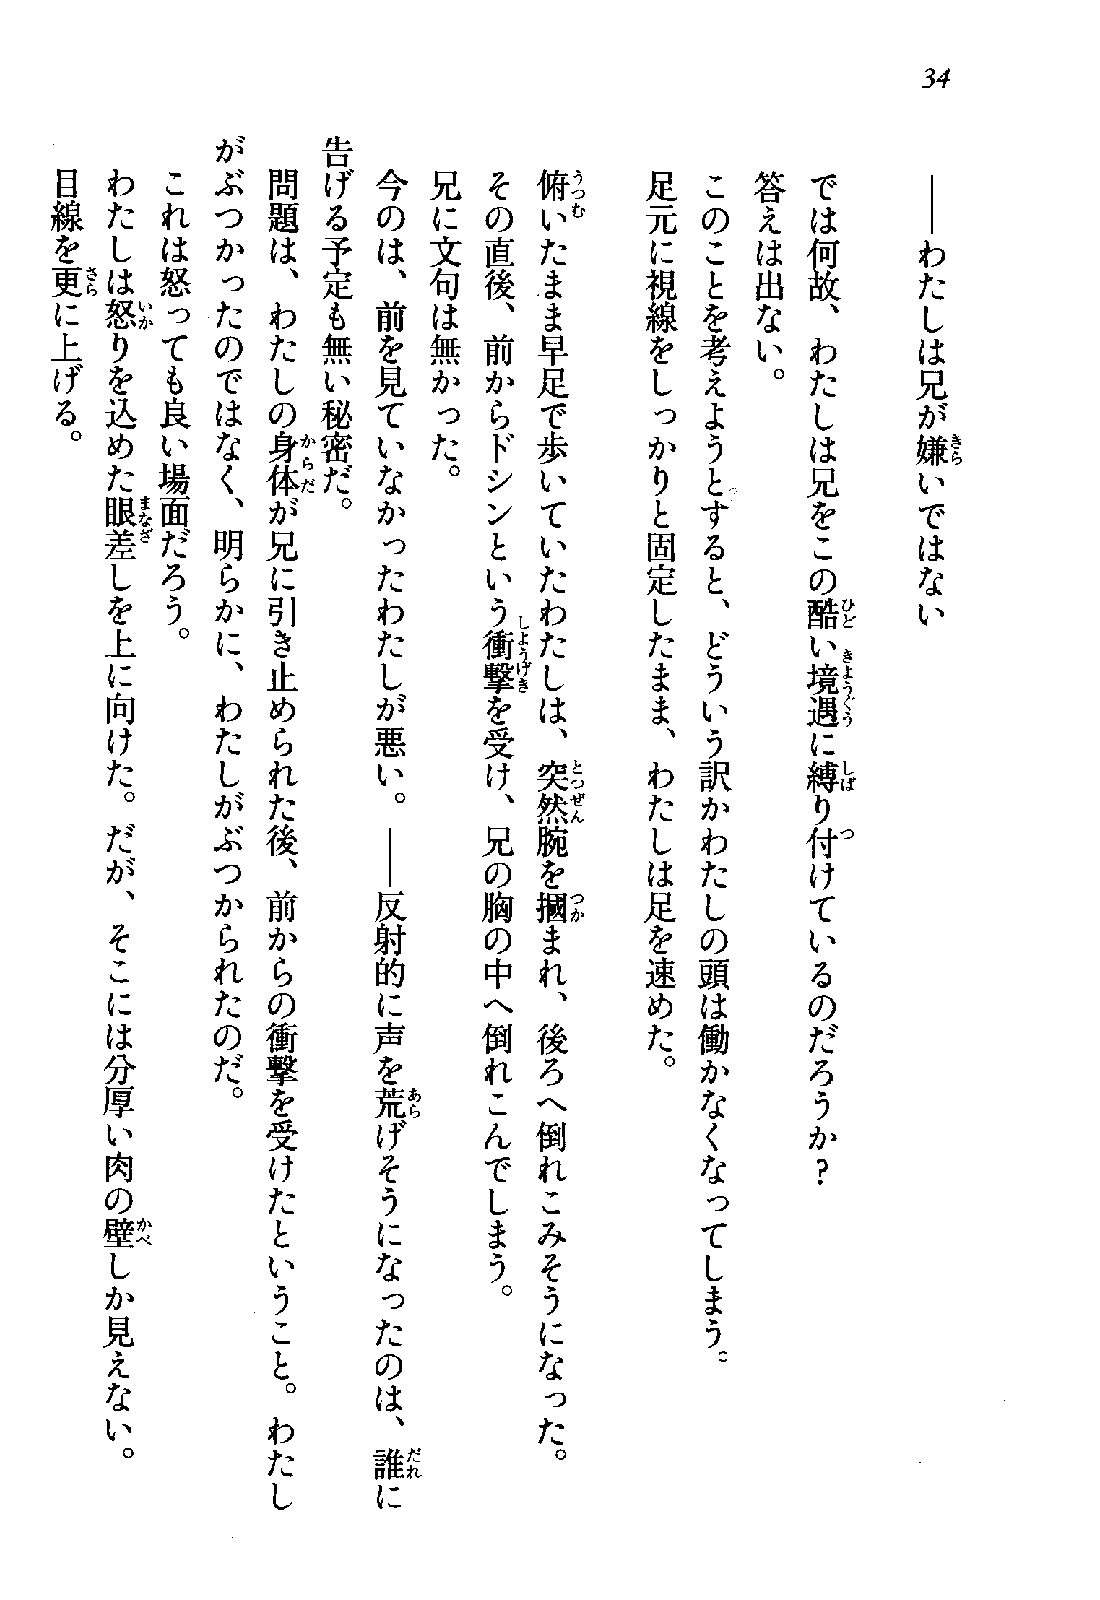 34
――わたしは兄が嫌いではない
では何故、わたしは兄をこの酷い境遇に縛り付けているのだろうか?
答えは出ない。
このことを考えようとすると、どういう訳かわたしの頭は働かなくなってしまう。
足元に視線をしっかりと固定したまま、わたしは足を速めた。
俯いたまま早足で歩いていたわたしは、突然腕を摑まれ、後ろへ倒れこみそうになった。
その直後、前からドシンという衝撃を受け、兄の胸の中へ倒れこんでしまう。
兄に文句は無かった。
今のは、前を見ていなかったわたしが悪い。――反射的に声を荒げそうになったのは、誰に
告げる予定も無い秘密だ。
問題は、わたしの身体が兄に引き止められた後、前からの衝撃を受けたということ。わたし
がぶつかったのではなく、明らかに、わたしがぶつかられたのだ。
これは怒っても良い場面だろう。
わたしは怒りを込めた眼差しを上に向けた。だが、そこには分厚い肉の壁しか見えない。
目線を更に上げる。